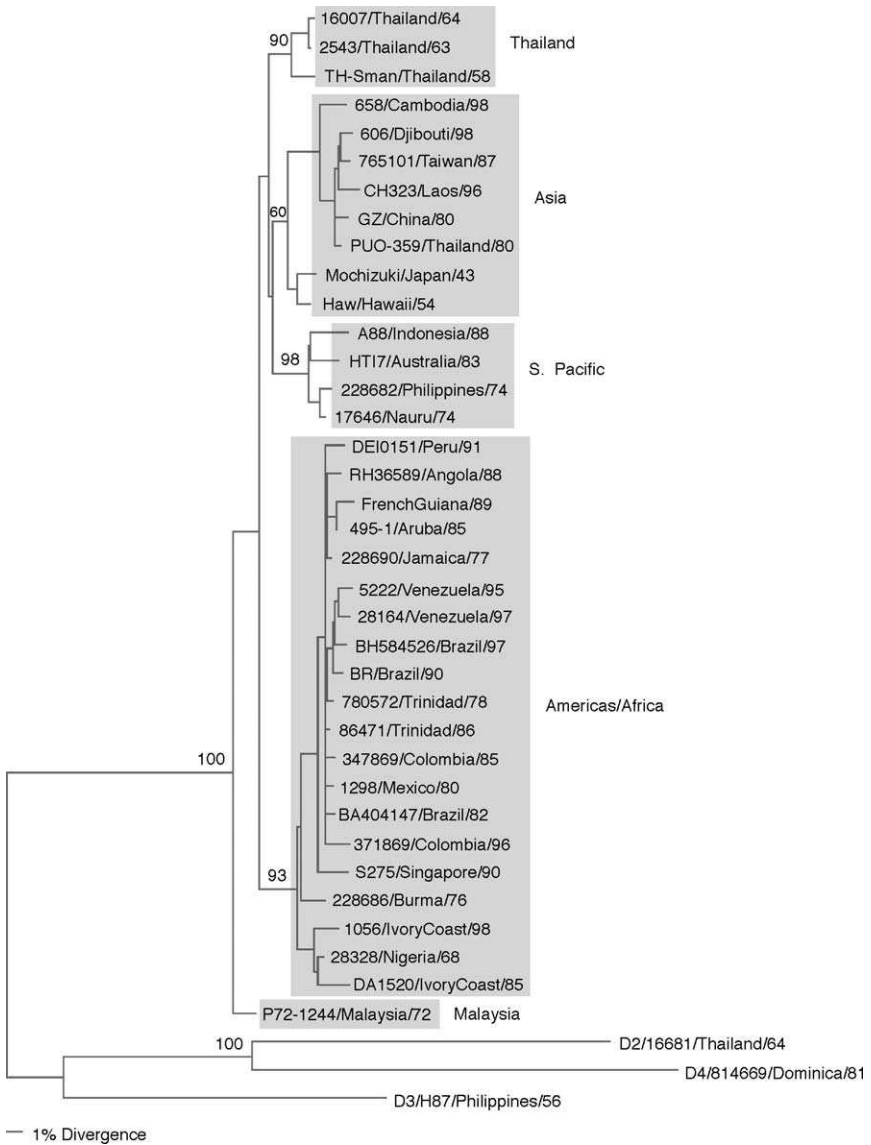 16007/Thailand/64
90
Thailand
2543/Thailand/63
TH-Sman/Thailand/58
658/Cambodia/98
606/Djibouti/98
765101/Taiwan/87
CH323/Laos/96
Asia
60
GZ/China/80
PUO-359/Thailand/80
Mochizuki/Japan/43
Haw/Hawaii/54
A88/Indonesia/88
98
HTI7/Australia/83
S. Pacific
228682/Philippines/74
17646/Nauru/74
DEI0151/Peru/91
RH36589/Angola/88
FrenchGuiana/89
495-1/Aruba/85
228690/Jamaica/77
5222/Venezuela/95
28164/Venezuela/97
BH584526/Brazil/97
BR/Brazil/90
780572/Trinidad/78
Americas/Africa
86471/Trinidad/86
100
347869/Colombia/85
1298/Mexico/80
BA404147/Brazil/82
371869/Colombia/96
93
S275/Singapore/90
228686/Burma/76
1056/IvoryCoast/98
28328/Nigeria/68
DA1520/IvoryCoast/85
P72-1244/Malaysia/72
Malaysia
100
D2/16681/Thailand/64
D4/814669/Dominica/81
D3/H87/Philippines/56
1% Divergence